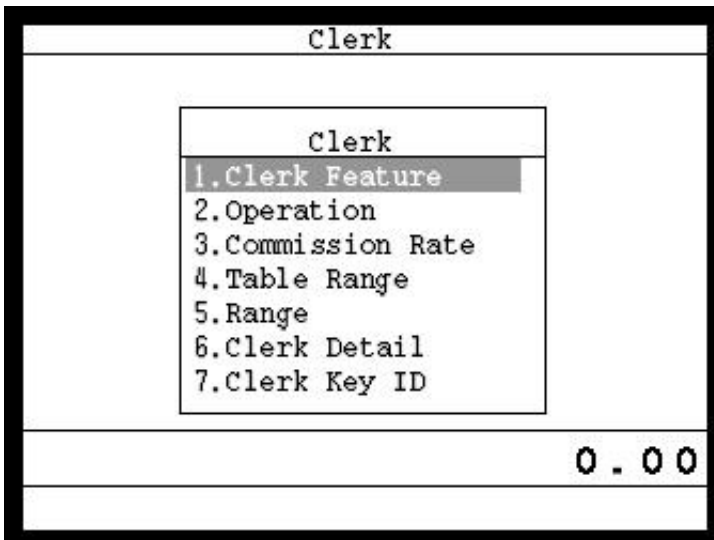 Clerk
Clerk
1.Clerk Feature
2.Operation
3.Commission Rate
4.Table Range
5.Range
6.Clerk Detail
7.Clerk Key ID
0.00